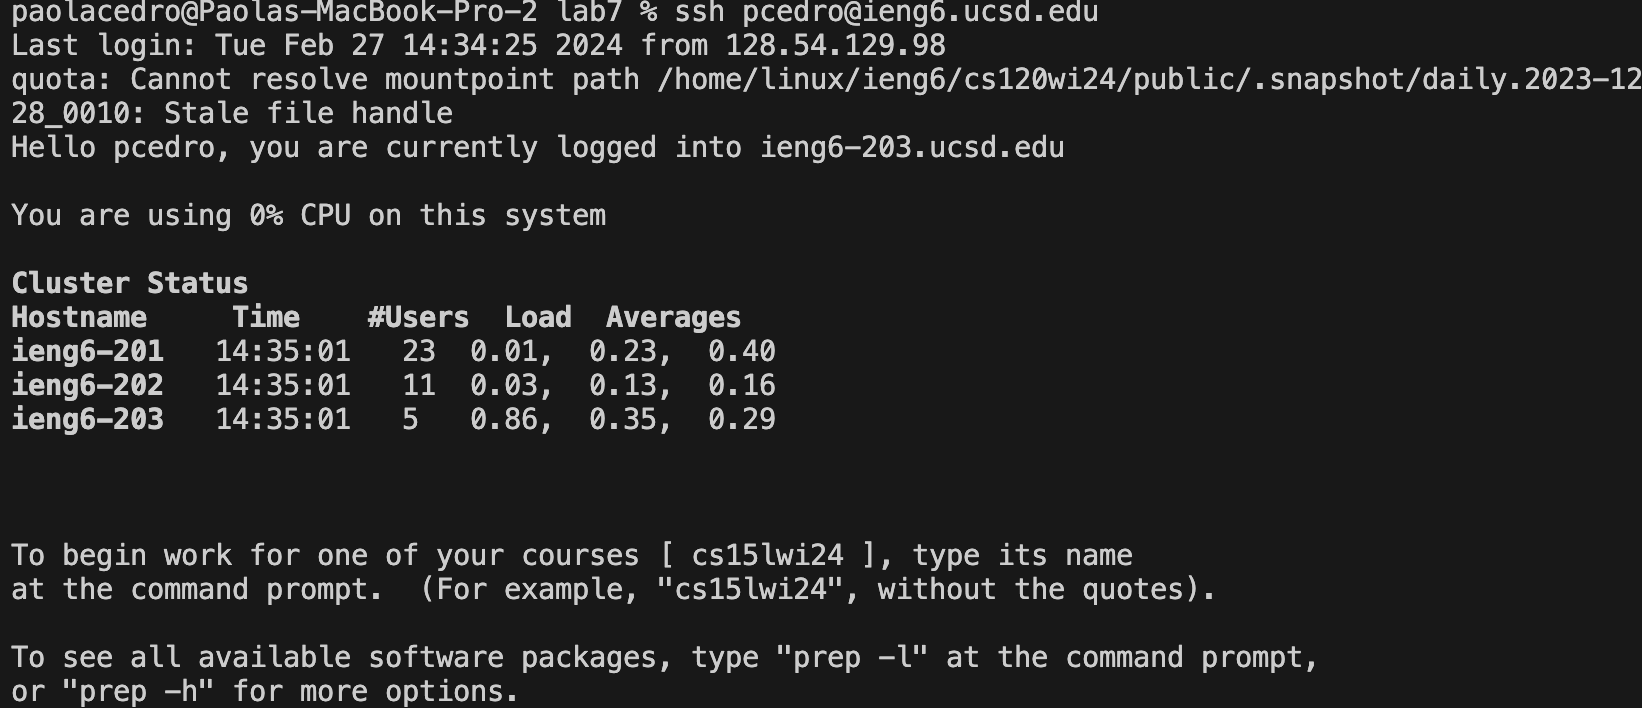 paolacedro@Paolas-MacBook-Pro-2 lab7 % ssh pcedro@ieng6.ucsd.edu
Last login: Tue Feb 27 14:34:25 2024 from 128.54.129.98
quota: Cannot resolve mountpoint path /home/linux/ieng6/cs120wi24/public/.snapshot/daily.2023-12
28_0010: Stale file handle
Hello pcedro, you are currently logged into ieng6-203.ucsd.edu
You are using 0% CPU on this system
Cluster Status
Hostname     Time    #Users  Load  Averages
ieng6-201   14:35:01   23  0.01,  0.23,  0.40
ieng6-202   14:35:01   11  0.03,  0.13,  0.16
ieng6-203   14:35:01   5   0.86,  0.35,  0.29
To begin work for one of your courses [ cs15lwi24 ], type its name
at the command prompt.  (For example, "cs15lwi24", without the quotes).
To see all available software packages, type "prep -l" at the command prompt,
or "prep -h" for more options.